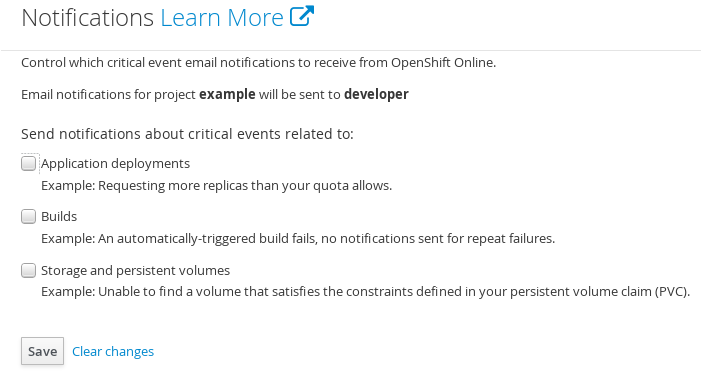 Notifications Learn More
Control which critical event email notifications to receive from OpenShift Online.
Email notifications for project example will be sent to developer
Send notifications about critical events related to:
Application deployments
Example: Requesting more replicas than your quota allows.
Builds
Example: An automatically-triggered build fails, no notifications sent for repeat failures.
Storage and persistent volumes
Example: Unable to find a volume that satisfies the constraints defined in your persistent volume claim (PVC).
Save Clear changes